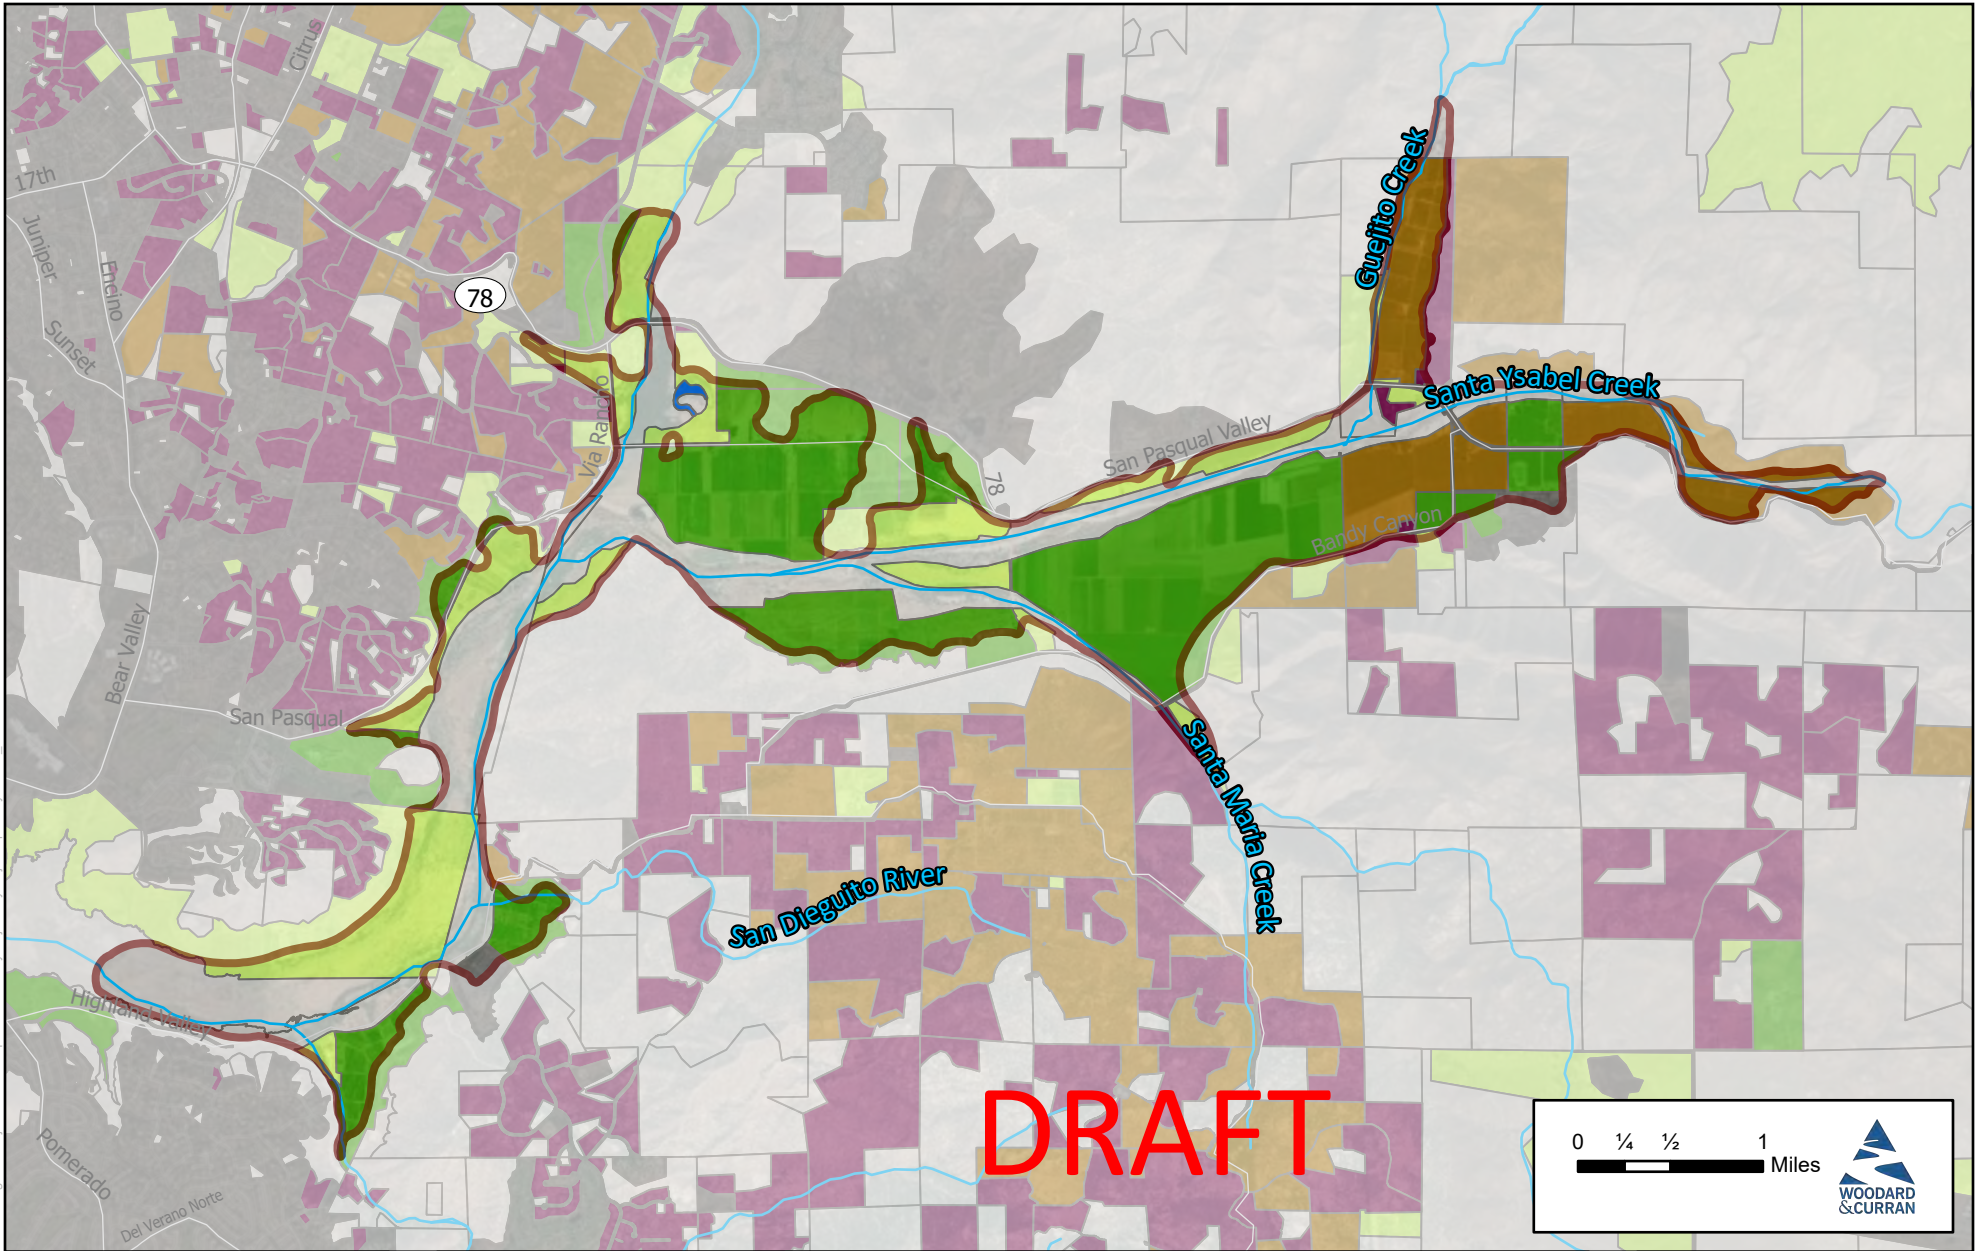 Citrus
17th
Juniper
Encino
Sunset
78
Via Rancho
Guejito Creek
Santa Ysabel Creek
San Pasqual Valley
78
Bandy Canyon
Bear Valley
San Pasqual
Santa Maria Creek
San Dieguito River
Highland Valley
Pomerado
Del Verano Norte
DRAFT
0 ¼ ½ 1
Miles
WOODARD
&CURRAN